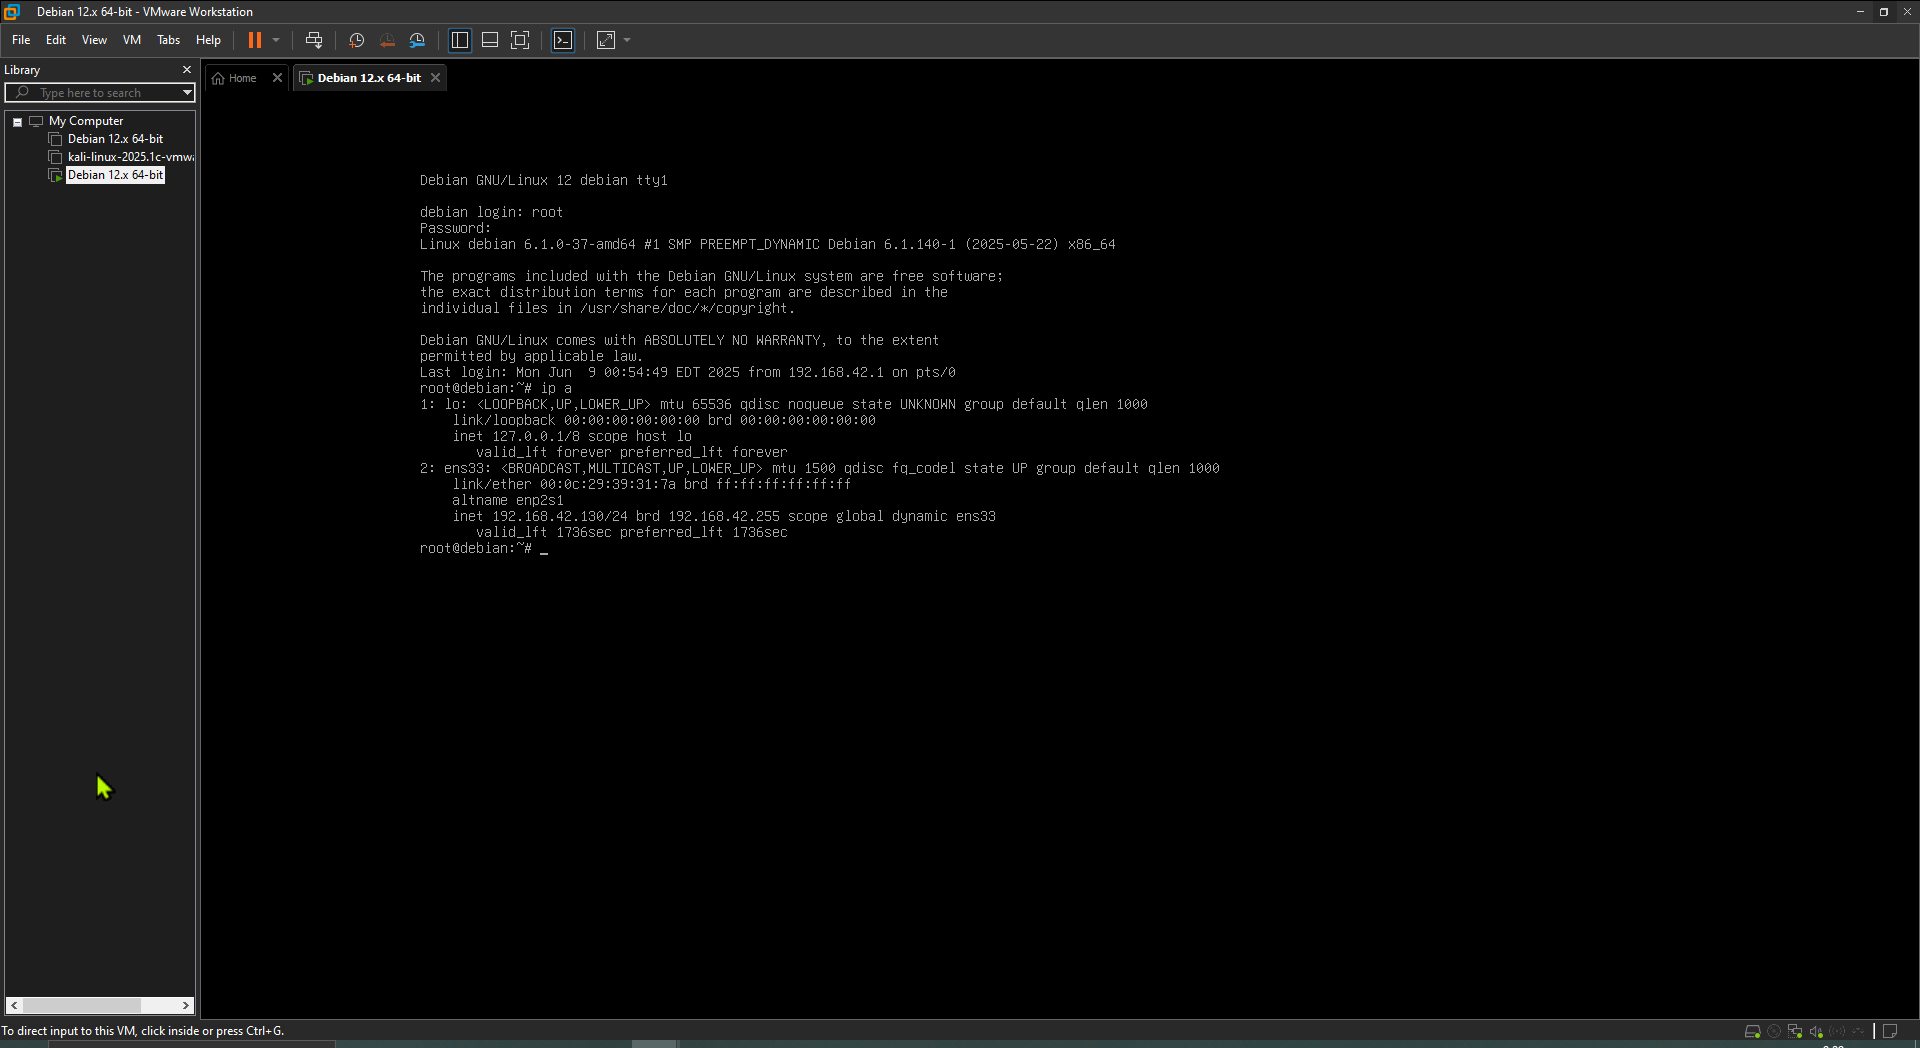 Debian 12.x 64-bit - VMware Workstation
File Edit View VM Tabs Help
Library
Home
Debian 12.x 64-bit
Type here to search
My Computer
Debian 12.x 64-bit
kali-linux-2025.1c-vmwa
Debian 12.x 64-bit
Debian GNU/Linux 12 debian tty1
debian login: root
Password:
Linux debian 6.1.0-37-amd64 #1 SMP PREEMPT_DYNAMIC Debian 6.1.140-1 (2025-05-22) x86_64
The programs included with the Debian GNU/Linux system are free software;
the exact distribution terms for each program are described in the
individual files in /usr/share/doc/*/copyright.
Debian GNU/Linux comes with ABSOLUTELY NO WARRANTY, to the extent
permitted by applicable law.
Last login: Mon Jun  9 00:54:49 EDT 2025 from 192.168.42.1 on pts/0
root@debian:~# ip a
1: lo: <LOOPBACK,UP,LOWER_UP> mtu 65536 qdisc noqueue state UNKNOWN group default qlen 1000
link/loopback 00:00:00:00:00:00 brd 00:00:00:00:00:00
inet 127.0.0.1/8 scope host lo
valid_lft forever preferred_lft forever
2: ens33: <BROADCAST,MULTICAST,UP,LOWER_UP> mtu 1500 qdisc fq_codel state UP group default qlen 1000
link/ether 00:0c:29:39:31:7a brd ff:ff:ff:ff:ff:ff
altname enp2s1
inet 192.168.42.130/24 brd 192.168.42.255 scope global dynamic ens33
valid_lft 1736sec preferred_lft 1736sec
root@debian:~# _
To direct input to this VM, click inside or press Ctrl+G.